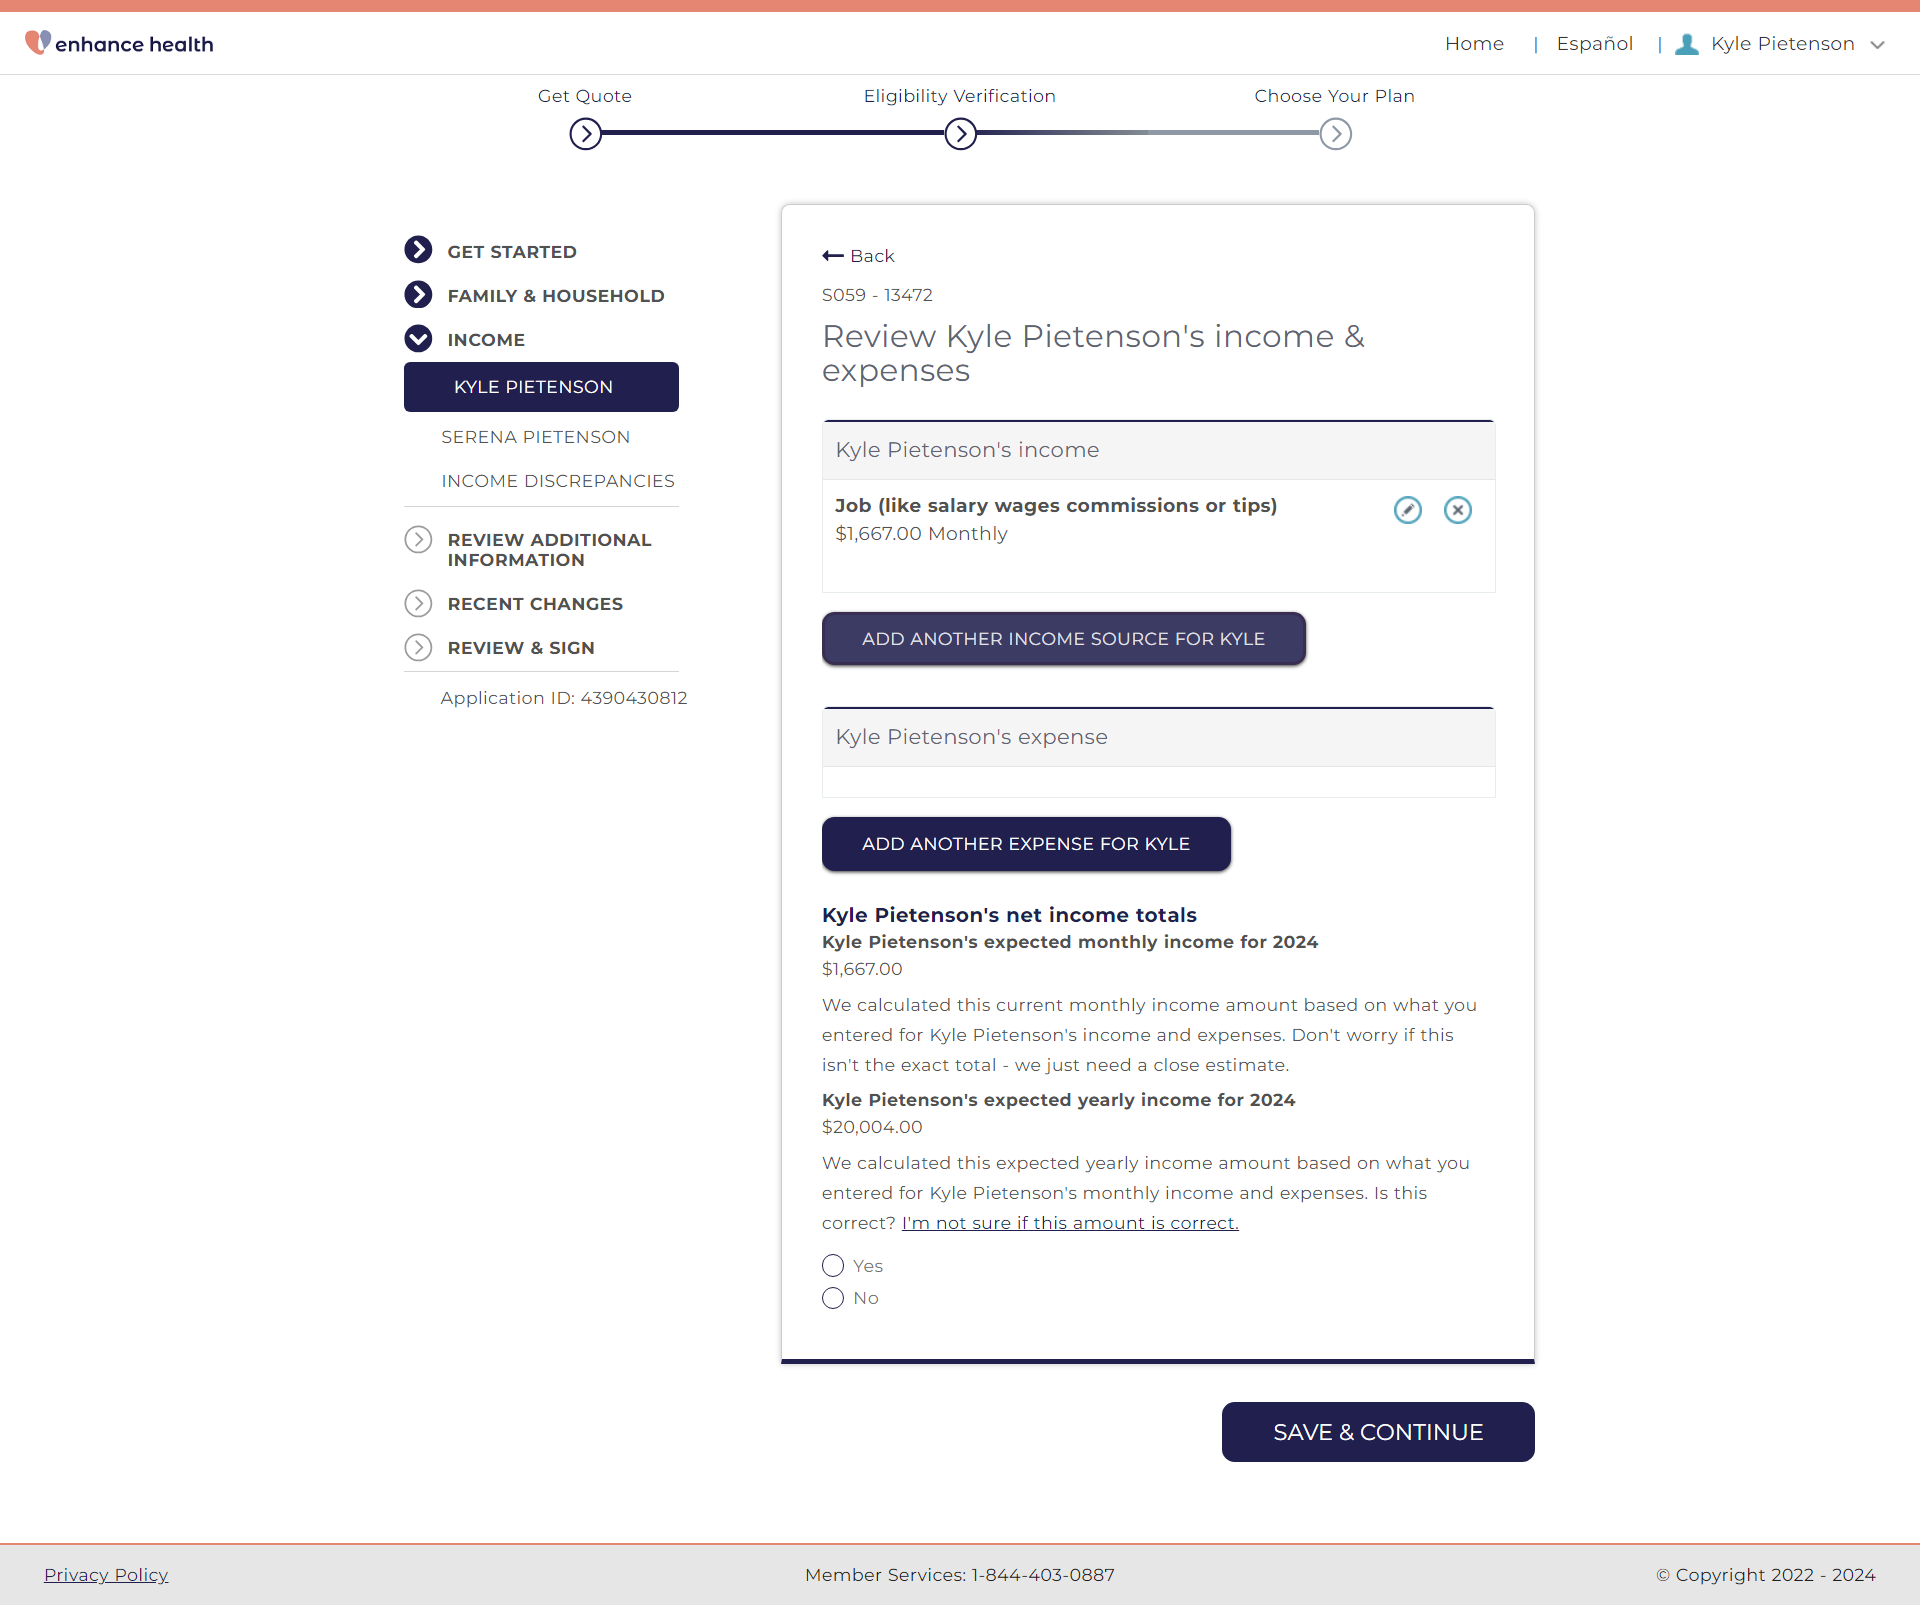 enhance health
Home | Español | Kyle Pietenson
Get Quote
Eligibility Verification
Choose Your Plan
GET STARTED
FAMILY & HOUSEHOLD
INCOME
KYLE PIETENSON
SERENA PIETENSON
INCOME DISCREPANCIES
REVIEW ADDITIONAL
INFORMATION
RECENT CHANGES
REVIEW & SIGN
Application ID: 4390430812
Back
S059 - 13472
Review Kyle Pietenson's income &
expenses
Kyle Pietenson's income
Job (like salary wages commissions or tips)
$1,667.00 Monthly
ADD ANOTHER INCOME SOURCE FOR KYLE
Kyle Pietenson's expense
ADD ANOTHER EXPENSE FOR KYLE
Kyle Pietenson's net income totals
Kyle Pietenson's expected monthly income for 2024
$1,667.00
We calculated this current monthly income amount based on what you
entered for Kyle Pietenson's income and expenses. Don't worry if this
isn't the exact total - we just need a close estimate.
Kyle Pietenson's expected yearly income for 2024
$20,004.00
We calculated this expected yearly income amount based on what you
entered for Kyle Pietenson's monthly income and expenses. Is this
correct? I'm not sure if this amount is correct.
Yes
No
SAVE & CONTINUE
Privacy Policy
Member Services: 1-844-403-0887
© Copyright 2022 - 2024